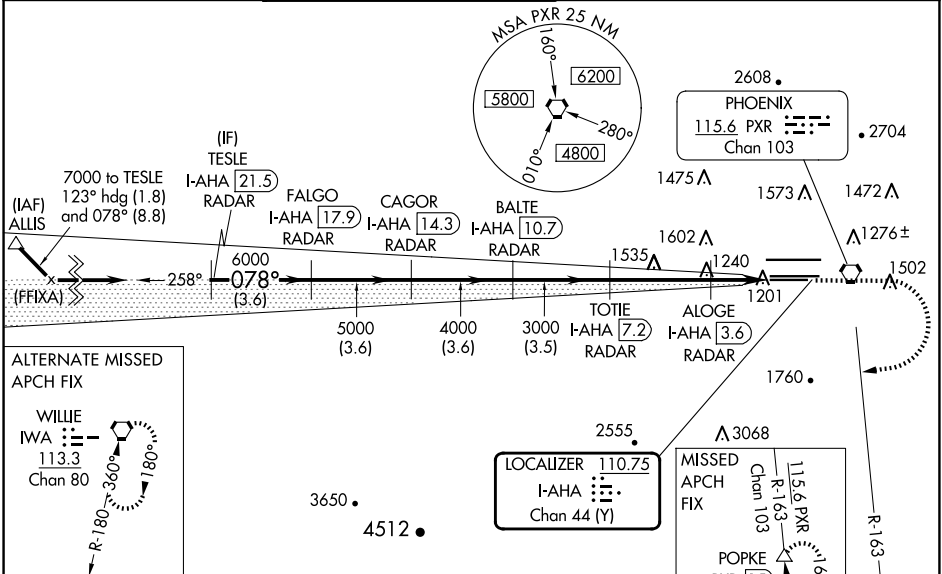 MSA PXR 25 NM
160°
6200
5800
280°
010°
4800
2608
PHOENIX
115.6 PXR
Chan 103
2704
1475
1573
1472
1276±
1602
1535
1240
1502
1201
(IAF)
ALLIS
7000 to TESLE
123° hdg (1.8)
and 078° (8.8)
(FFIXA)
258°
(IF)
TESLE
I-AHA 21.5
RADAR
6000
078°
(3.6)
FALGO
I-AHA 17.9
RADAR
CAGOR
I-AHA 14.3
RADAR
BALTE
I-AHA 10.7
RADAR
5000
(3.6)
4000
(3.6)
3000
(3.5)
TOTIE
I-AHA 7.2
RADAR
ALOGE
I-AHA 3.6
RADAR
1760
ALTERNATE MISSED
APCH FIX
WILLIE
IWA
113.3
Chan 80
360°
180°
R-180
3650
4512
2555
3068
LOCALIZER 110.75
I-AHA
Chan 44 (Y)
MISSED
APCH
FIX
115.6 PXR
Chan 103
R-163
POPKE
R-163